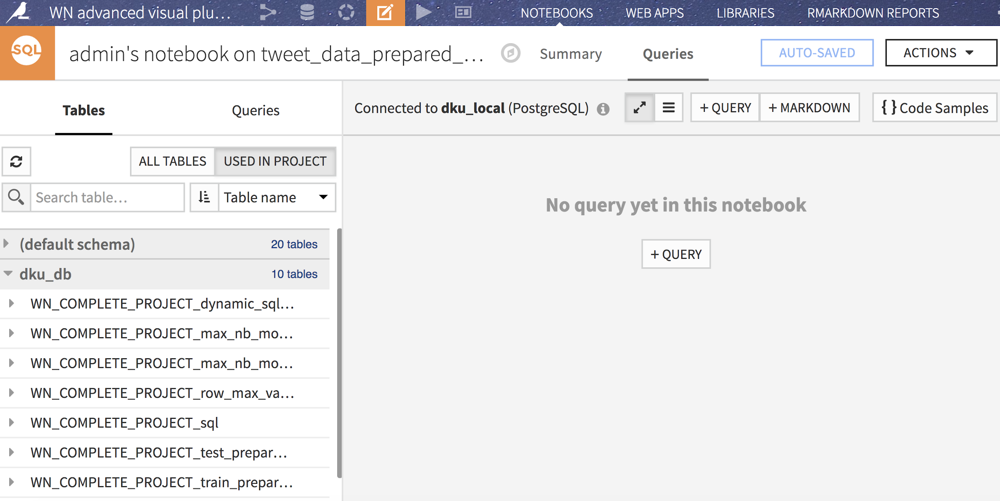 WN advanced visual plu...
NOTEBOOKS
WEB APPS
LIBRARIES
RMARKDOWN REPORTS
SQL
admin's notebook on tweet_data_prepared_...
Summary
Queries
AUTO-SAVED
ACTIONS
Tables
Queries
Connected to dku_local (PostgreSQL)
+ QUERY
+ MARKDOWN
{ } Code Samples
ALL TABLES
USED IN PROJECT
Search table...
Table name
No query yet in this notebook
+ QUERY
(default schema)
20 tables
dku_db
10 tables
WN_COMPLETE_PROJECT_dynamic_sql...
WN_COMPLETE_PROJECT_max_nb_mo...
WN_COMPLETE_PROJECT_max_nb_mo...
WN_COMPLETE_PROJECT_row_max_va...
WN_COMPLETE_PROJECT_sql
WN_COMPLETE_PROJECT_test_prepar...
WN_COMPLETE_PROJECT_train_prepar...